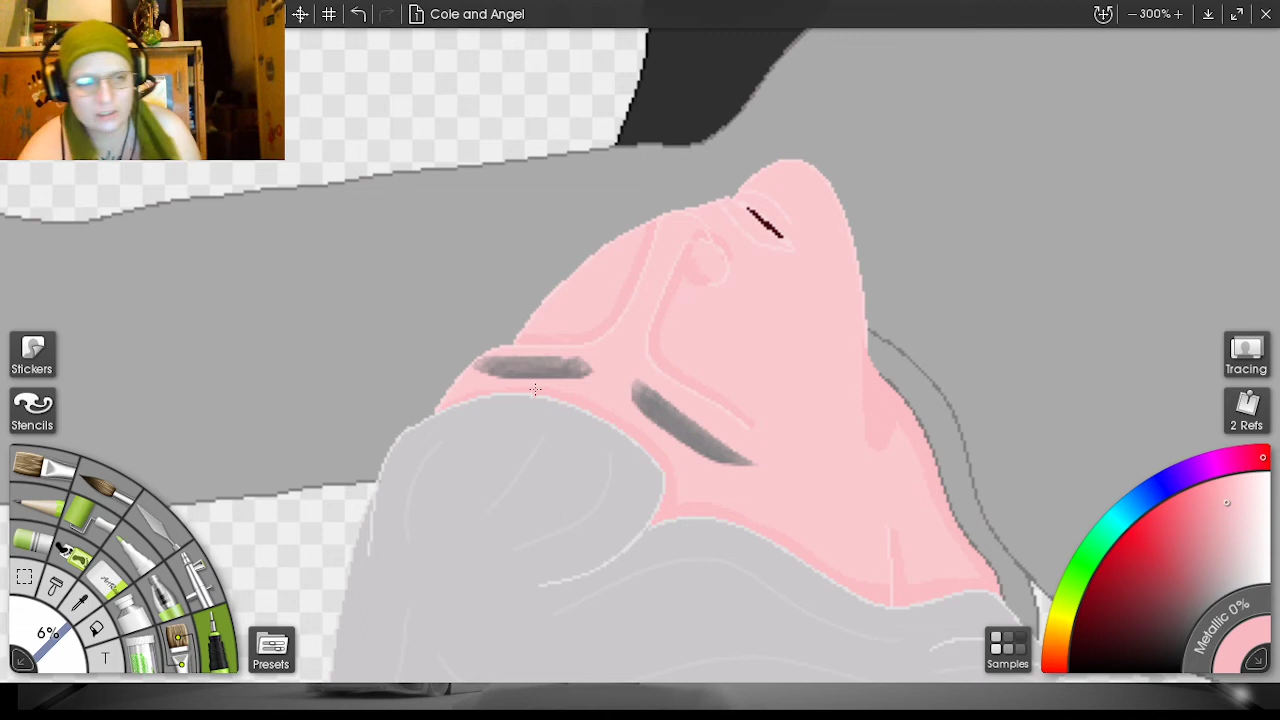 Cole and Angel
300%
Stickers
Stencils
Tracing
2 Refs
6%
T
Presets
Samples
Metallic 0%